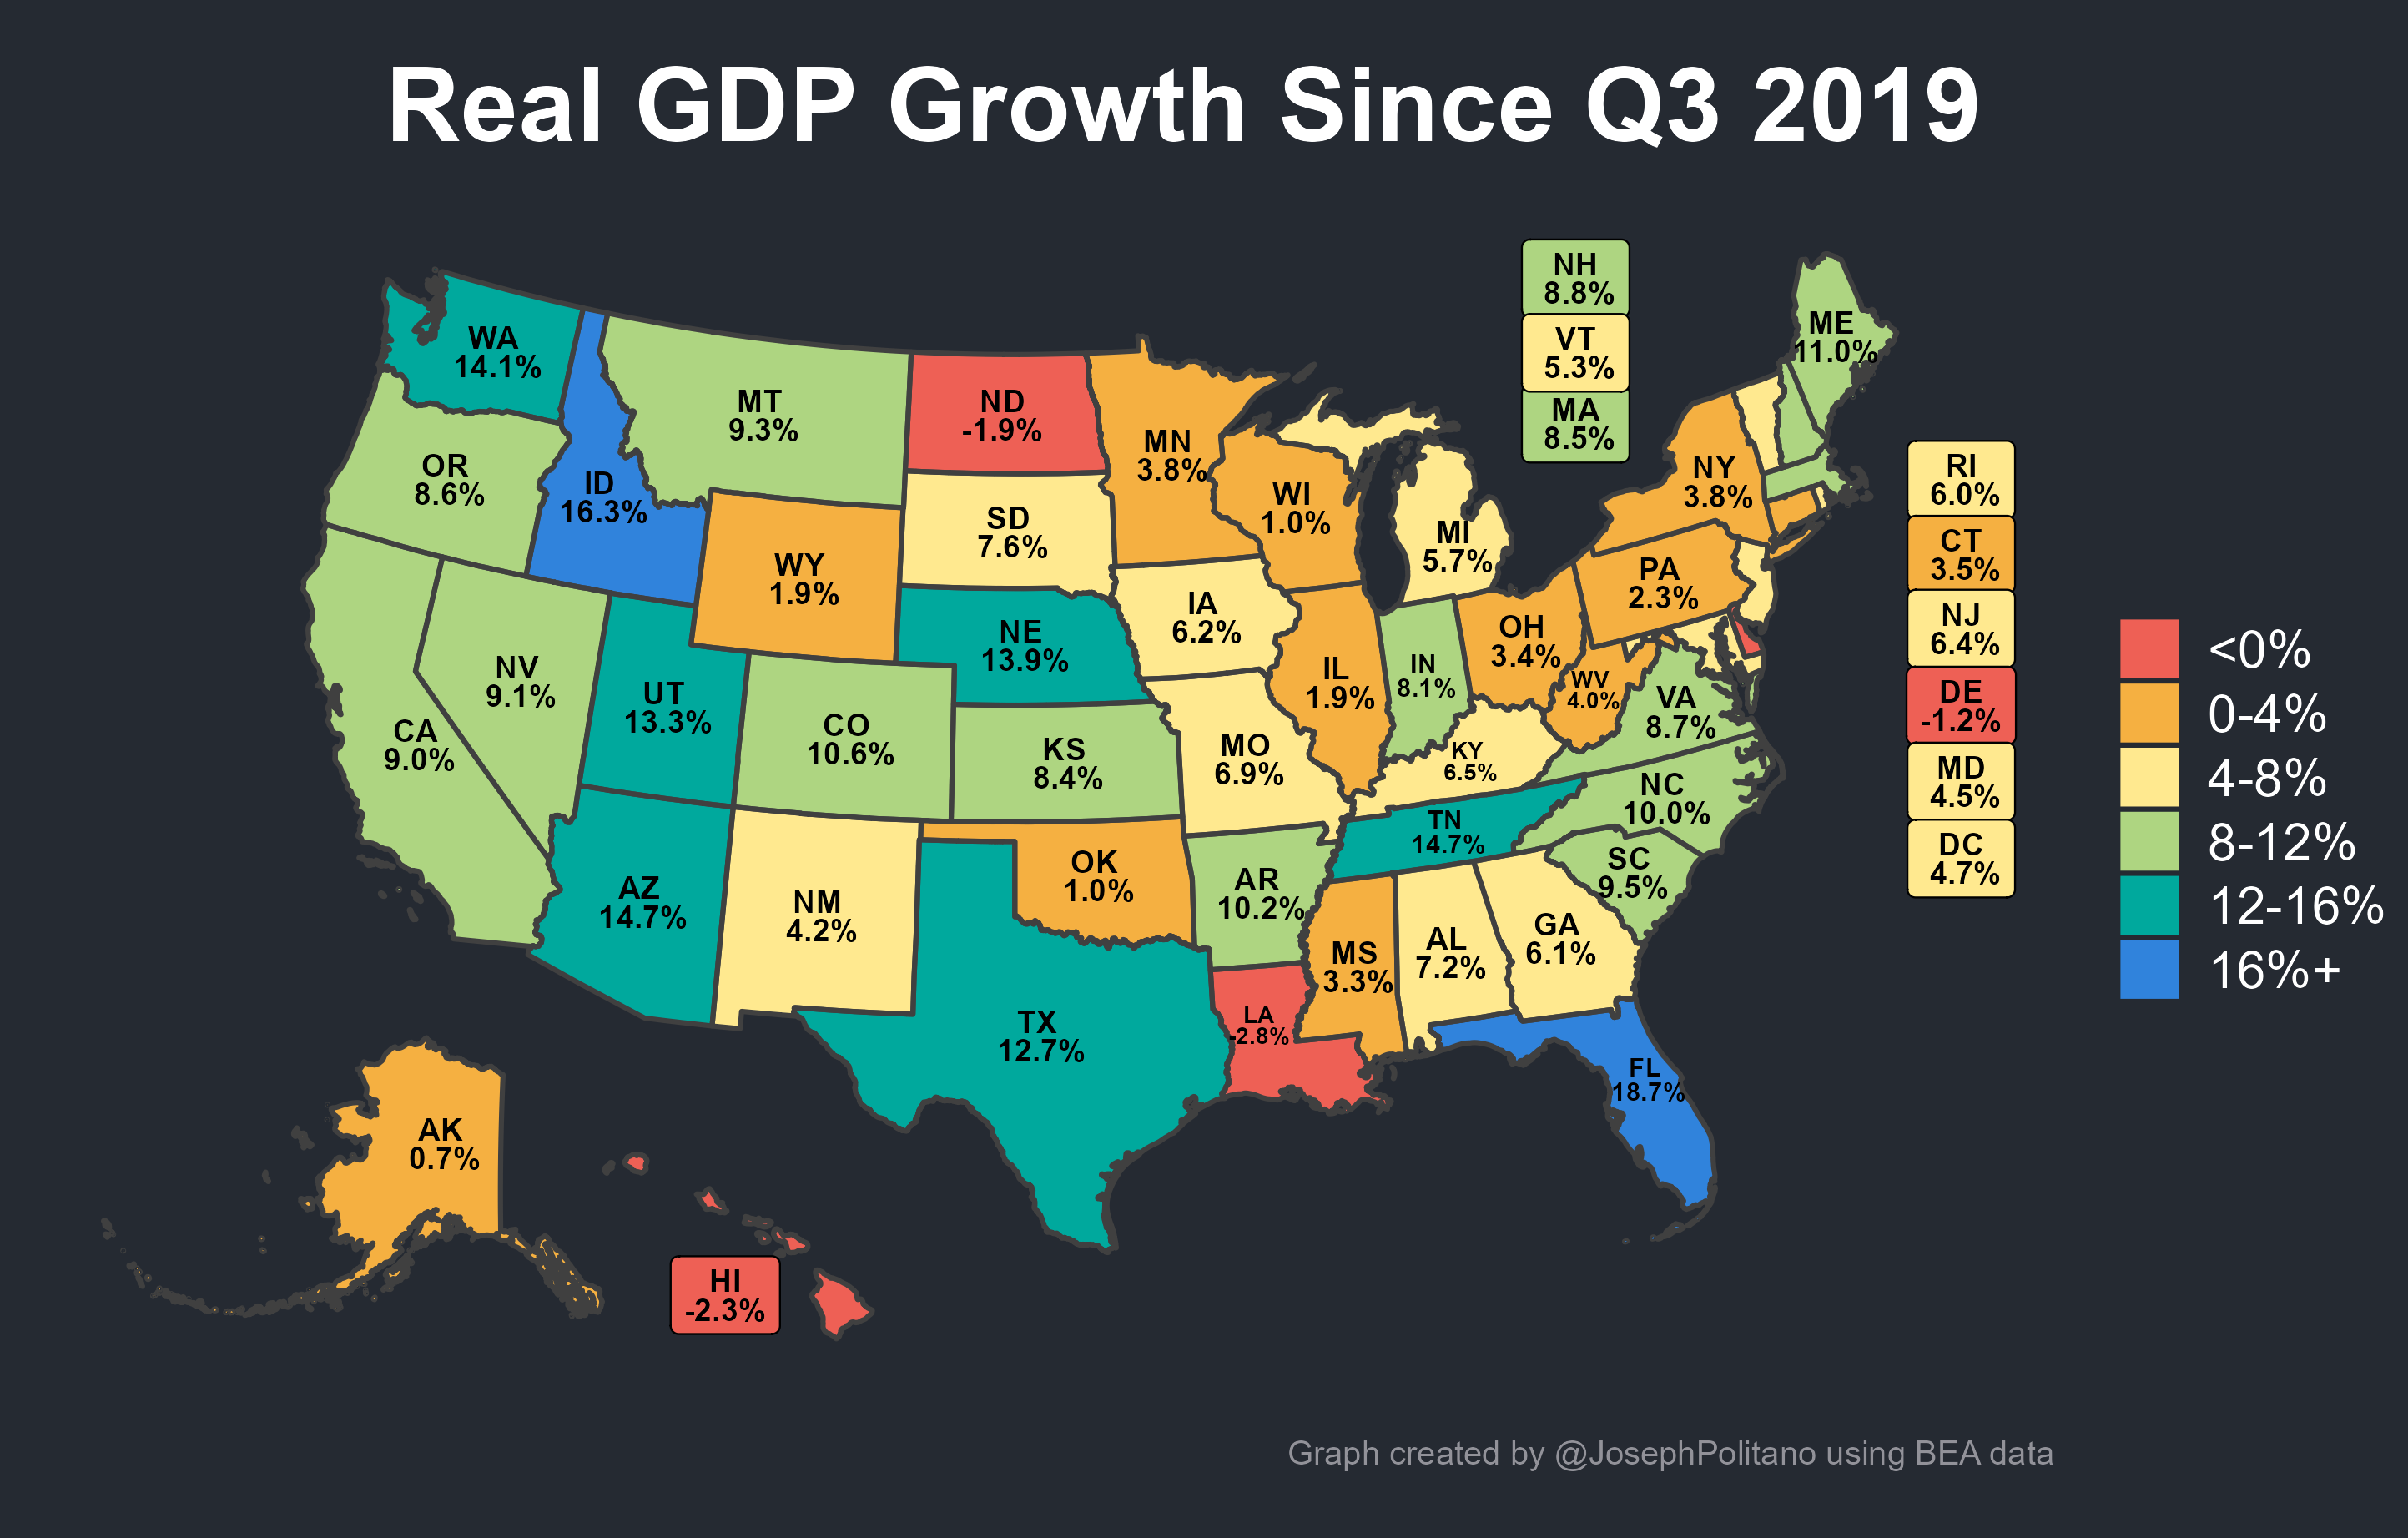 Real GDP Growth Since Q3 2019
NH
8.8%
VT
5.3%
MA
8.5%
ME
11.0%
WA
14.1%
MT
9.3%
ND
-1.9%
MN
3.8%
OR
8.6%
ID
16.3%
WI
1.0%
NY
3.8%
RI
6.0%
SD
7.6%
MI
5.7%
WY
1.9%
PA
2.3%
CT
3.5%
IA
6.2%
NE
13.9%
OH
3.4%
NJ
6.4%
NV
9.1%
UT
13.3%
IL
1.9%
IN
8.1%
WV
4.0%
VA
8.7%
DE
-1.2%
CA
9.0%
CO
10.6%
KS
8.4%
MO
6.9%
KY
6.5%
MD
4.5%
NC
10.0%
TN
14.7%
DC
4.7%
AZ
14.7%
NM
4.2%
OK
1.0%
AR
10.2%
SC
9.5%
MS
3.3%
AL
7.2%
GA
6.1%
TX
12.7%
LA
-2.8%
FL
18.7%
AK
0.7%
HI
-2.3%
<0%
0-4%
4-8%
8-12%
12-16%
16%+
Graph created by @JosephPolitano using BEA data